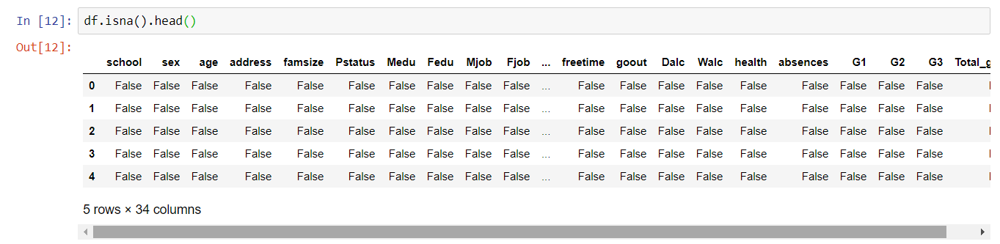 In [12]: df.isna().head()
Out[12]:
school sex age address famsize Pstatus Medu Fedu Mjob Fjob ... freetime goout Dalc Walc health absences G1 G2 G3 Total_g
0 False False False False False False False False False False ... False False False False False False False False False
1 False False False False False False False False False False ... False False False False False False False False False
2 False False False False False False False False False False ... False False False False False False False False False
3 False False False False False False False False False False ... False False False False False False False False False
4 False False False False False False False False False False ... False False False False False False False False False
5 rows × 34 columns